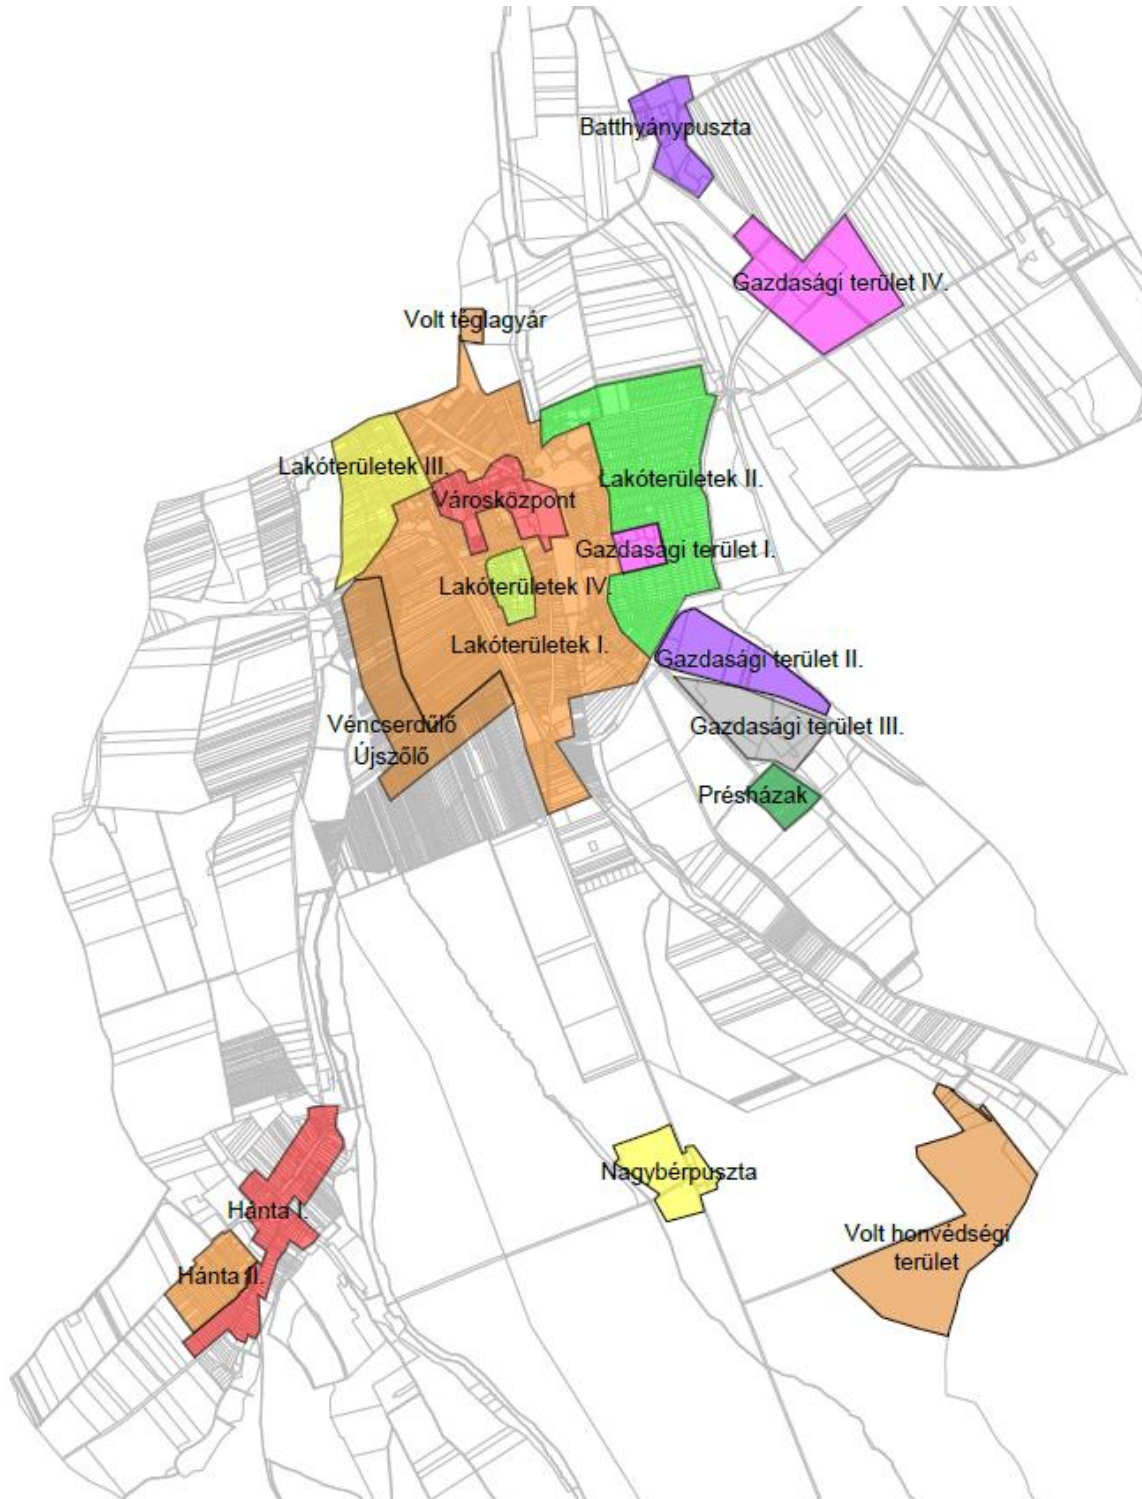 Batthyánypuszta
Gazdasági terület IV.
Volt téglagyár
Lakóterületek III.
Lakóterületek II.
Városközpont
Gazdasági terület I.
Lakóterületek IV.
Lakóterületek I.
Gazdasági terület II.
Véncserdűlő
Újszőlő
Gazdasági terület III.
Présházak
Nagybérpuszta
Hánta I.
Volt honvédségi
terület
Hánta II.